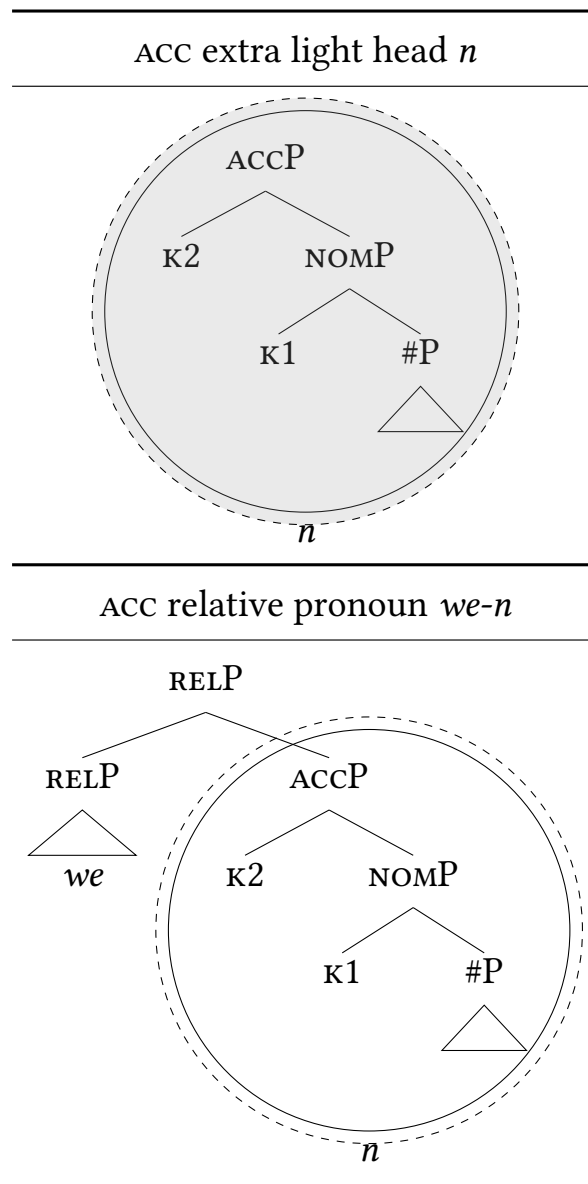 ACC extra light head n
ACCP
K2 NOMP
K1 #P
n
ACC relative pronoun we-n
RELP
RELP ACCP
we K2 NOMP
K1 #P
n